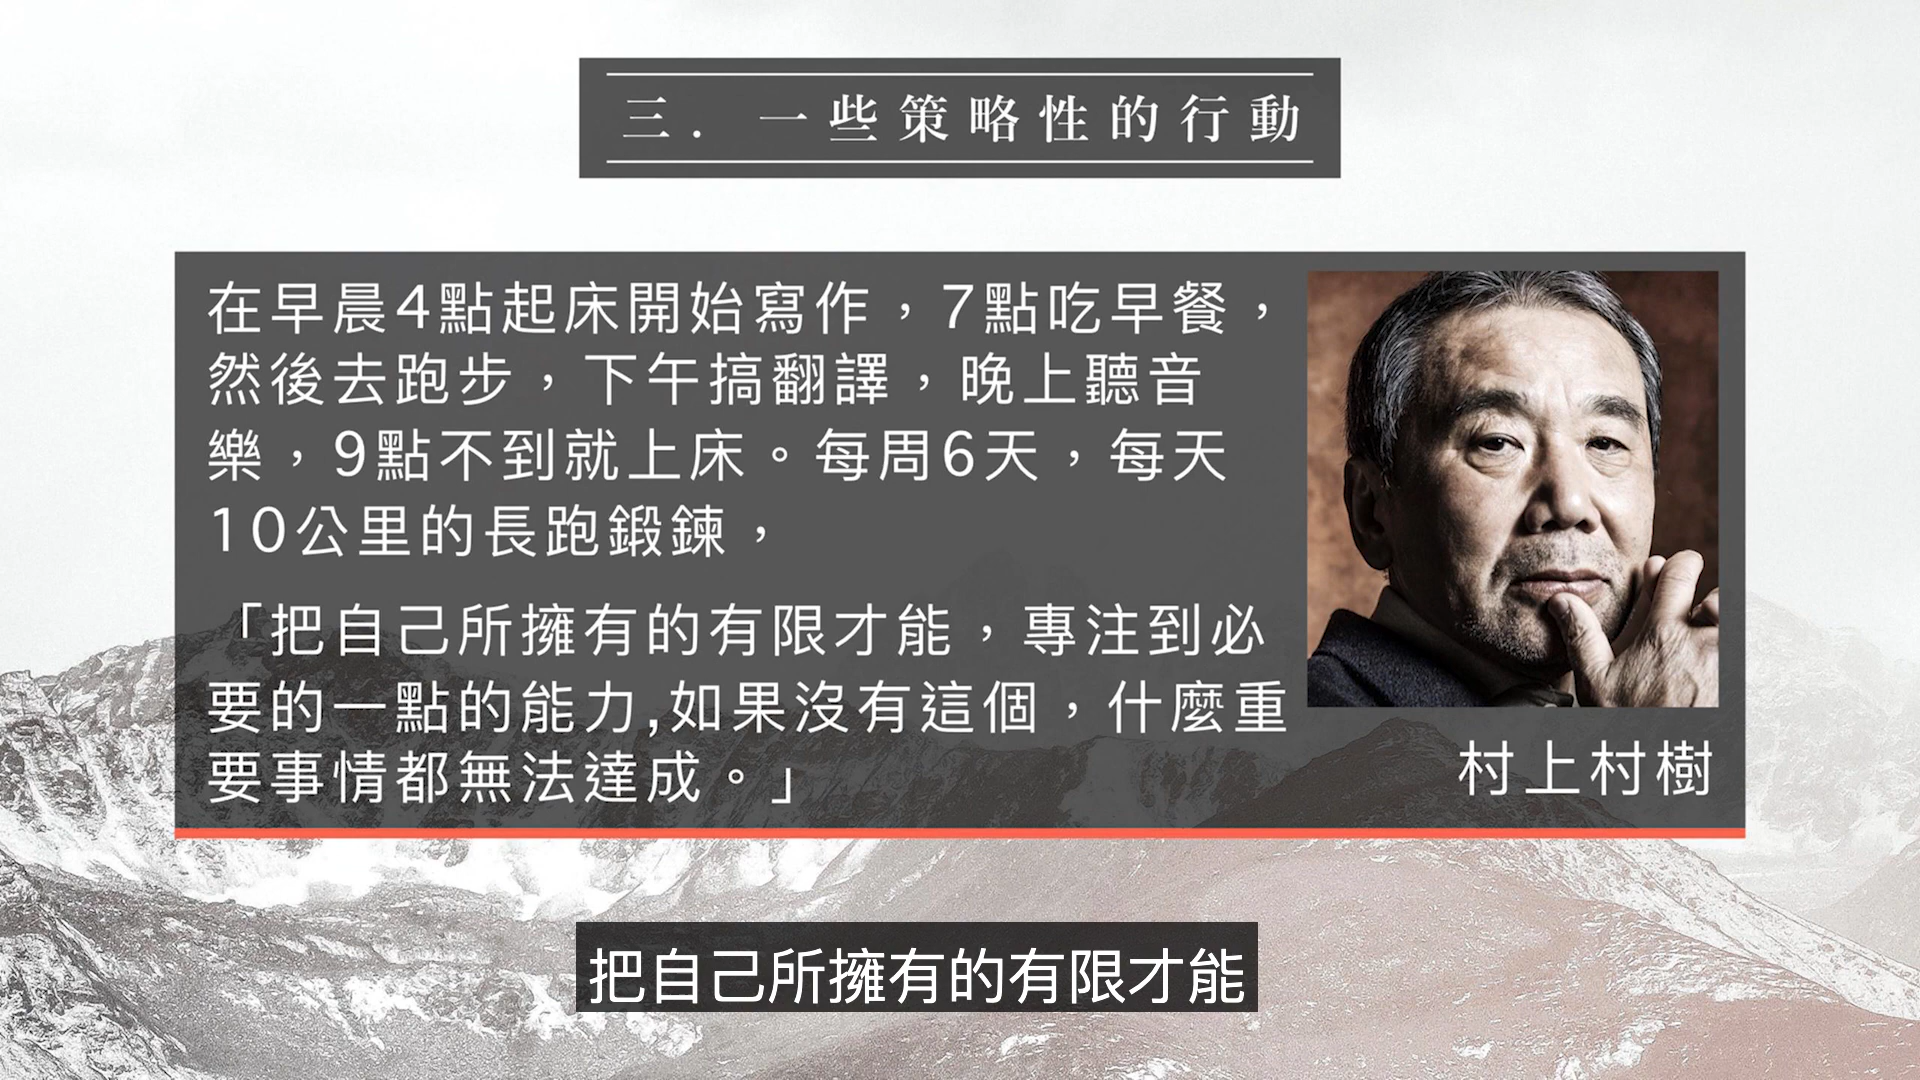 三. 一些策略性的行動
在早晨4點起床開始寫作，7點吃早餐，
然後去跑步，下午搞翻譯，晚上聽音
樂，9點不到就上床。每周6天，每天
10公里的長跑鍛鍊，
「把自己所擁有的有限才能，專注到必
要的一點的能力,如果沒有這個，什麼重
要事情都無法達成。」
村上村樹
把自己所擁有的有限才能